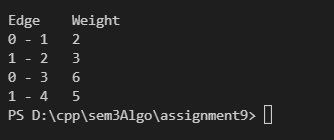 Edge   Weight
0 - 1   2
1 - 2   3
0 - 3   6
1 - 4   5
PS D:\cpp\sem3Algo\assignment9>